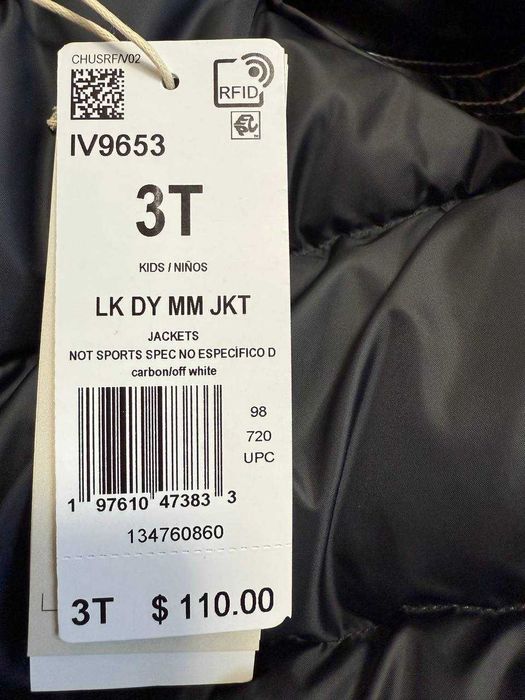 CHUSRF/V02
RFID
IV9653
3T
KIDS / NIÑOS
LK DY MM JKT
JACKETS
NOT SPORTS SPEC NO ESPECÍFICO D
carbon/off white
98
720
UPC
1 97610 47383 3
134760860
3T $ 110.00